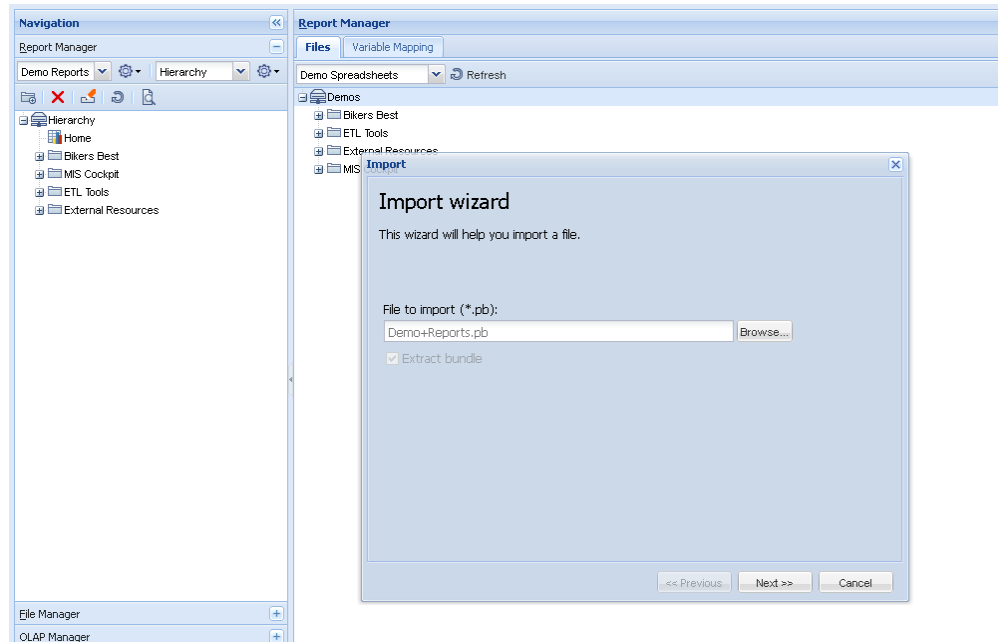 Navigation
Report Manager
Demo Reports
Hierarchy
Hierarchy
Home
Bikers Best
MIS Cockpit
ETL Tools
External Resources
File Manager
OLAP Manager
Report Manager
Files
Variable Mapping
Demo Spreadsheets
Refresh
Demos
Bikers Best
ETL Tools
External Resources
MIS Cockpit
Import
Import wizard
This wizard will help you import a file.
File to import (*.pb):
Demo+Reports.pb
Browse...
Extract bundle
<< Previous
Next >>
Cancel